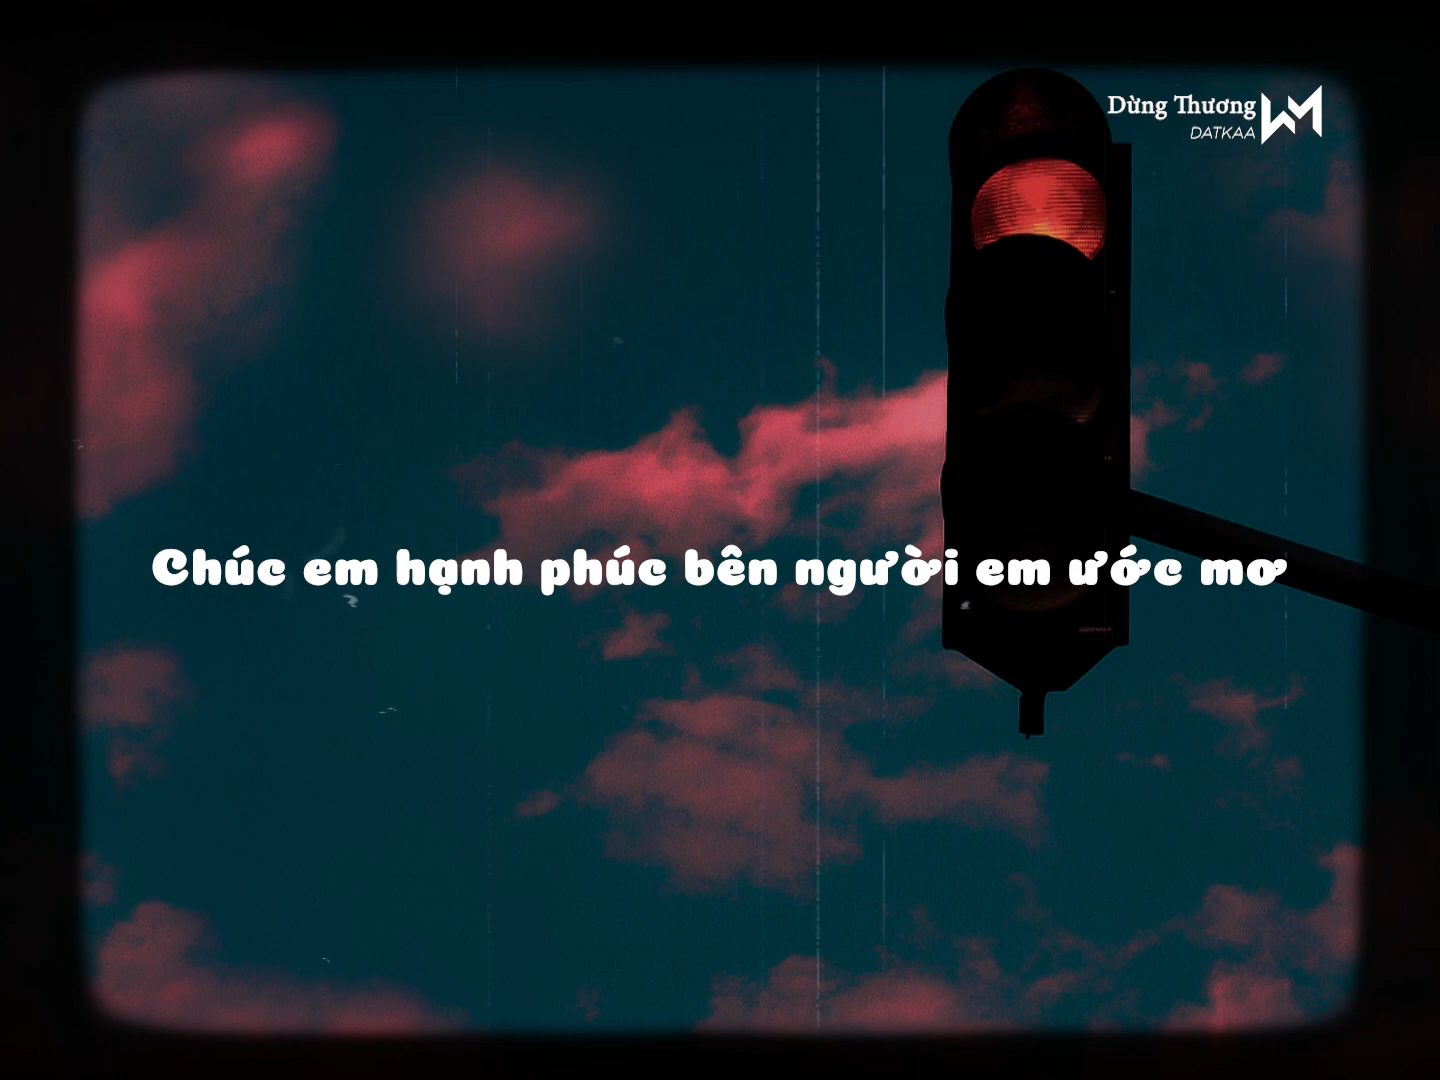 Dừng Thương
DATKAA
Chúc em hạnh phúc bên người em ước mơ